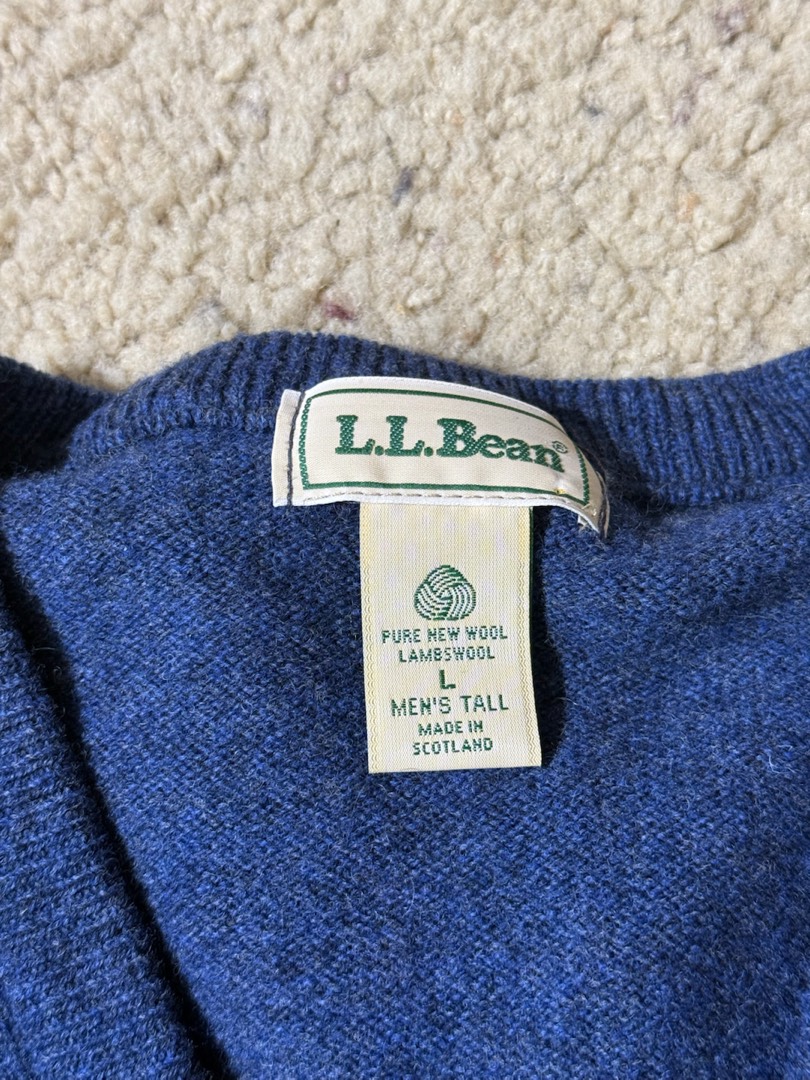 L.L.Bean®
PURE NEW WOOL
LAMBSWOOL
L
MEN'S TALL
MADE IN
SCOTLAND